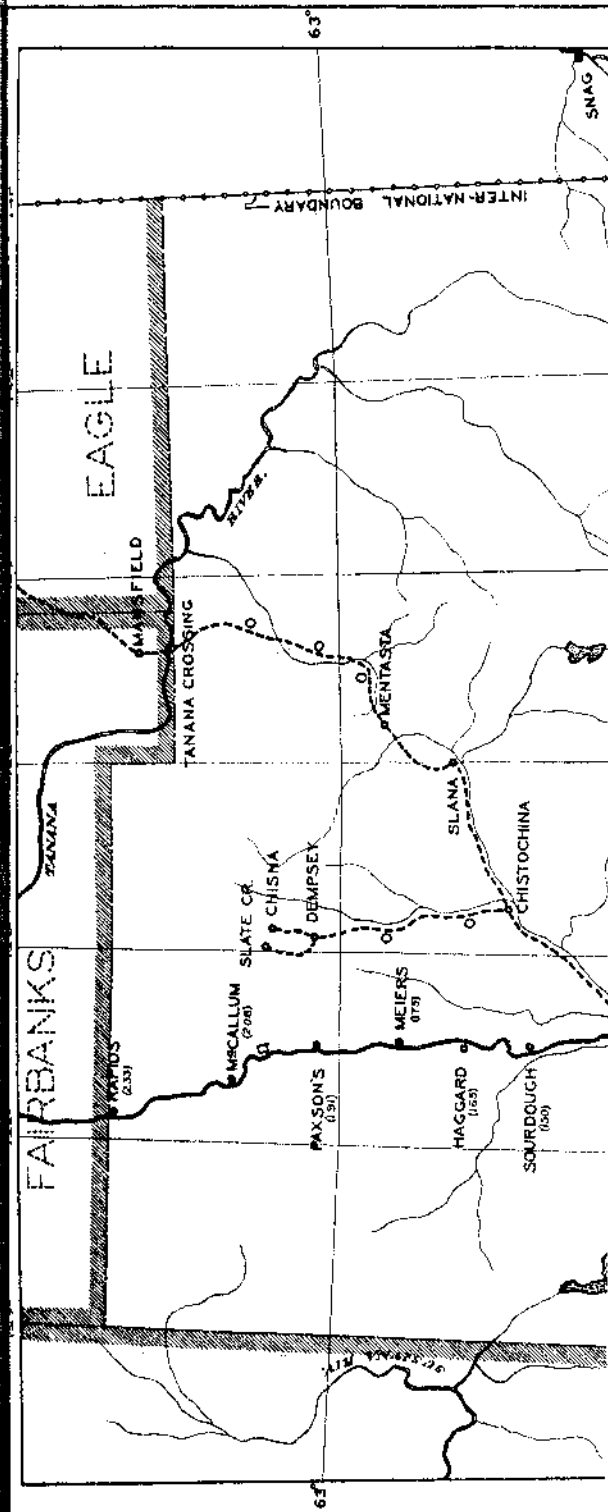 63°
FAIRBANKS
EAGLE
TANANA
MANSFIELD
TANANA CROSSING
RIVER.
INTER-NATIONAL
BOUNDARY
SNAG
RAPIDS
(233)
McCALLUM
(208)
SLATE CR.
CHISNA
DEMPSEY
PAXSON'S
(191)
MEIERS
(175)
HAGGARD
(165)
SOURDOUGH
(150)
MENTASTA
SLANA
CHISTOCHINA
SUSITNA
RIV.
63°